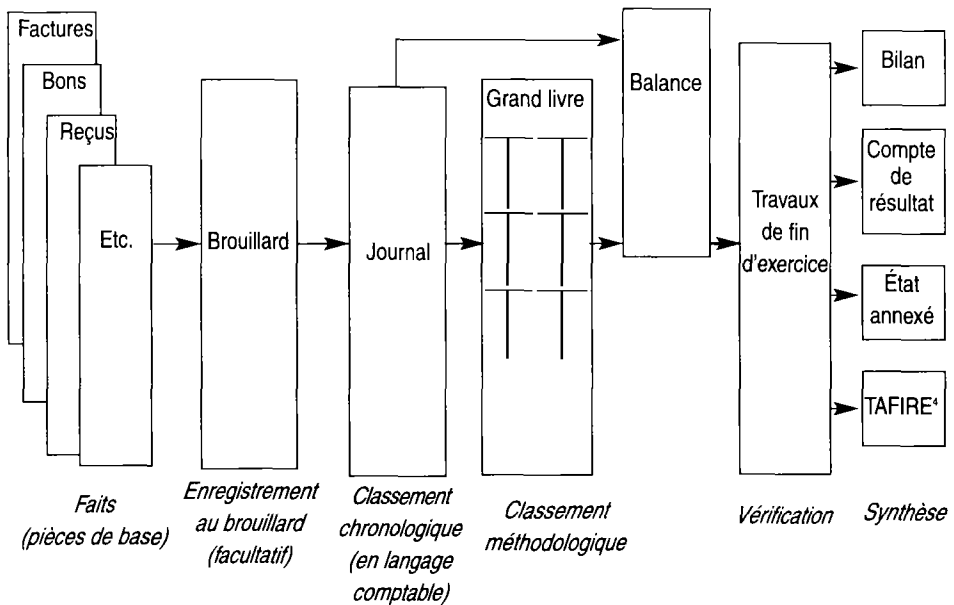 Factures
Bons
Reçus
Etc.
Brouillard
Journal
Grand livre
Balance
Travaux
de fin
d'exercice
Bilan
Compte
de
résultat
État
annexé
TAFIRE⁴
Faits
(pièces de base)
Enregistrement
au brouillard
(facultatif)
Classement
chronologique
(en langage
comptable)
Classement
méthodologique
Vérification
Synthèse